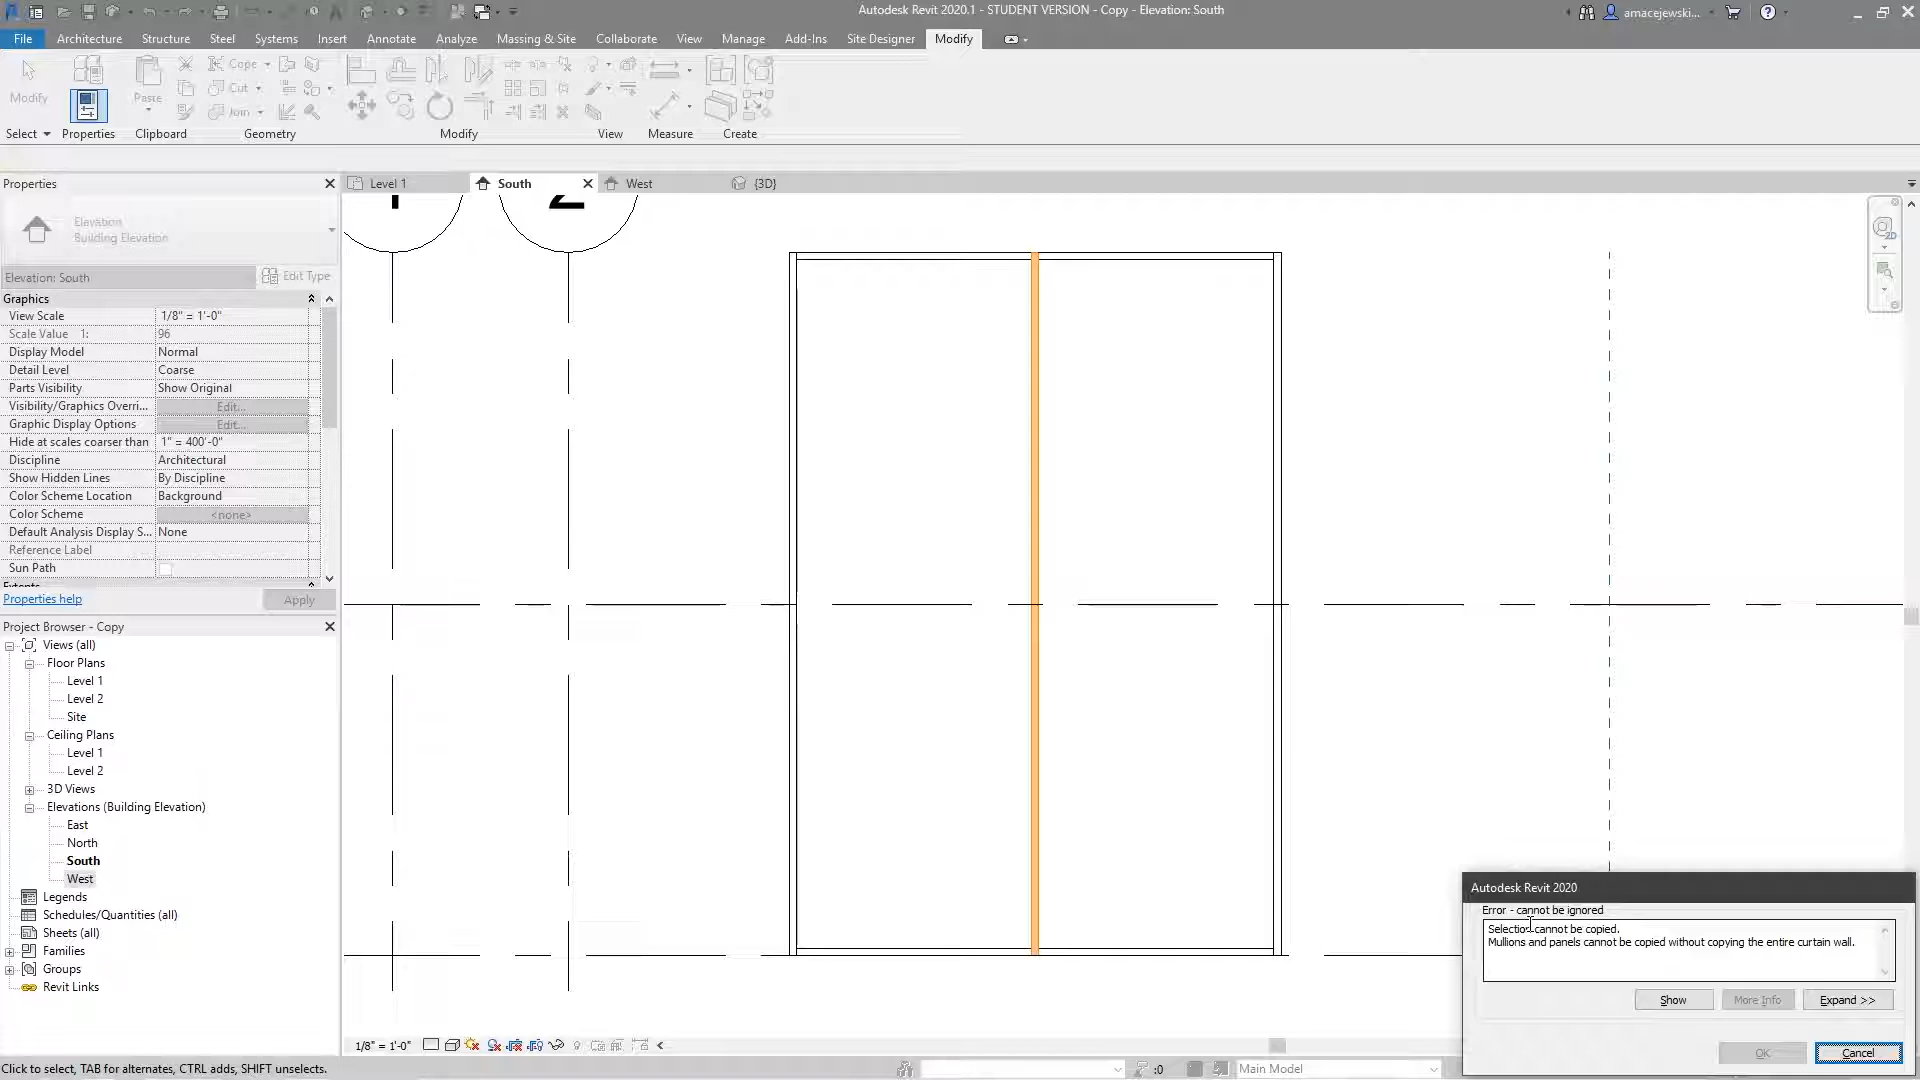 Autodesk Revit 2020.1 - STUDENT VERSION - Copy - Elevation: South
amacejewski...
File Architecture Structure Steel Systems Insert Annotate Analyze Massing & Site Collaborate View Manage Add-Ins Site Designer Modify
Modify
Paste
Cope
Cut
Join
Select Properties Clipboard Geometry Modify View Measure Create
Properties
Level 1
South
West
{3D}
2D
Elevation
Building Elevation
Elevation: South
Edit Type
Graphics
View Scale 1/8" = 1'-0"
Scale Value 1: 96
Display Model Normal
Detail Level Coarse
Parts Visibility Show Original
Visibility/Graphics Overri... Edit...
Graphic Display Options Edit...
Hide at scales coarser than 1" = 400'-0"
Discipline Architectural
Show Hidden Lines By Discipline
Color Scheme Location Background
Color Scheme <none>
Default Analysis Display S... None
Reference Label
Sun Path
Extents
Properties help
Apply
Project Browser - Copy
Views (all)
Floor Plans
Level 1
Level 2
Site
Ceiling Plans
Level 1
Level 2
3D Views
Elevations (Building Elevation)
East
North
South
West
Legends
Schedules/Quantities (all)
Sheets (all)
Families
Groups
Revit Links
Autodesk Revit 2020
Error - cannot be ignored
Selection cannot be copied.
Mullions and panels cannot be copied without copying the entire curtain wall.
Show
More Info
Expand >>
OK
Cancel
1/8" = 1'-0"
Click to select, TAB for alternates, CTRL adds, SHIFT unselects.
:0
Main Model